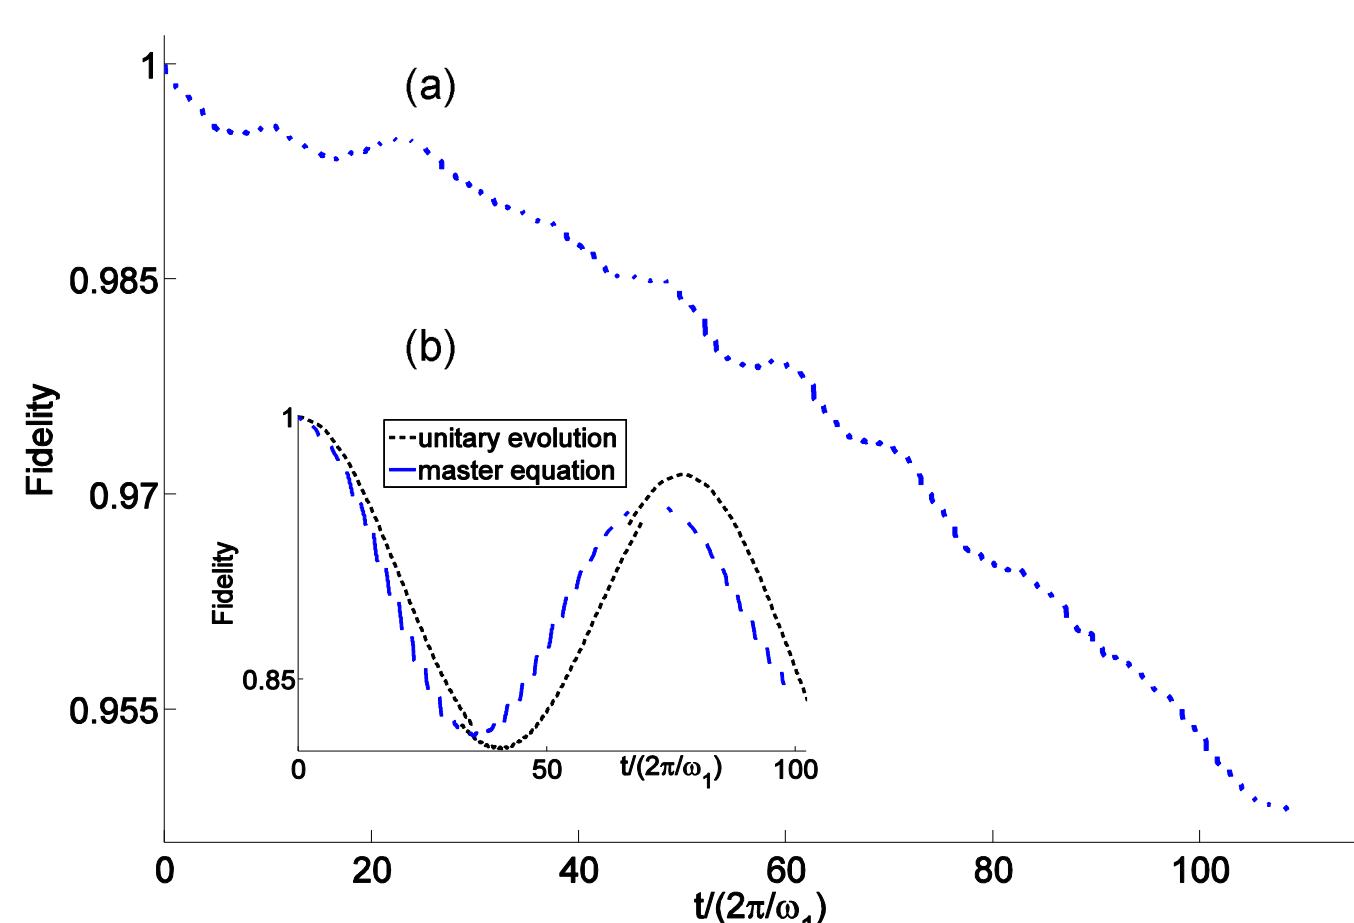 (a)
1
0.985
0.97
0.955
Fidelity
(b)
1
0.85
Fidelity
unitary evolution
master equation
0 50 100
t/(2π/ω₁)
0 20 40 60 80 100
t/(2π/ω₁)